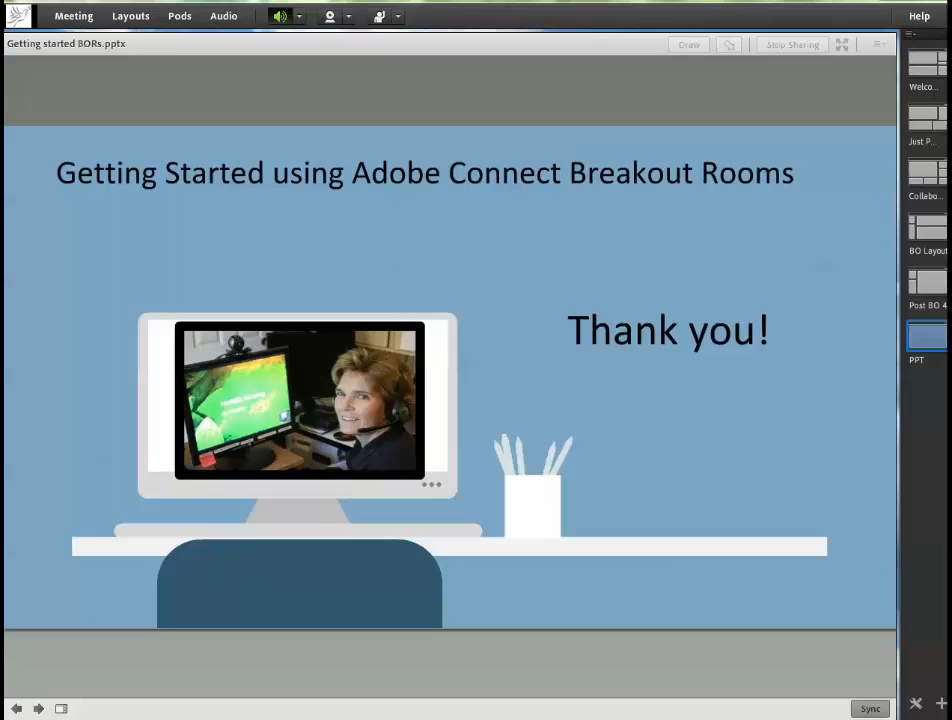 Meeting Layouts Pods Audio Help
Getting started BORs.pptx
Draw Stop Sharing
Getting Started using Adobe Connect Breakout Rooms
Thank you!
Welco...
Just P...
Collabo...
BO Layout
Post BO 4
PPT
Sync